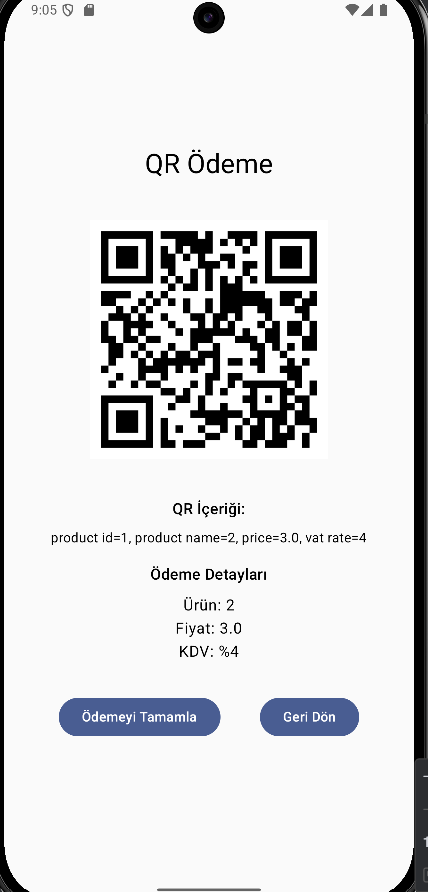 9:05
QR Ödeme
QR İçeriği:
product id=1, product name=2, price=3.0, vat rate=4
Ödeme Detayları
Ürün: 2
Fiyat: 3.0
KDV: %4
Ödemeyi Tamamla
Geri Dön